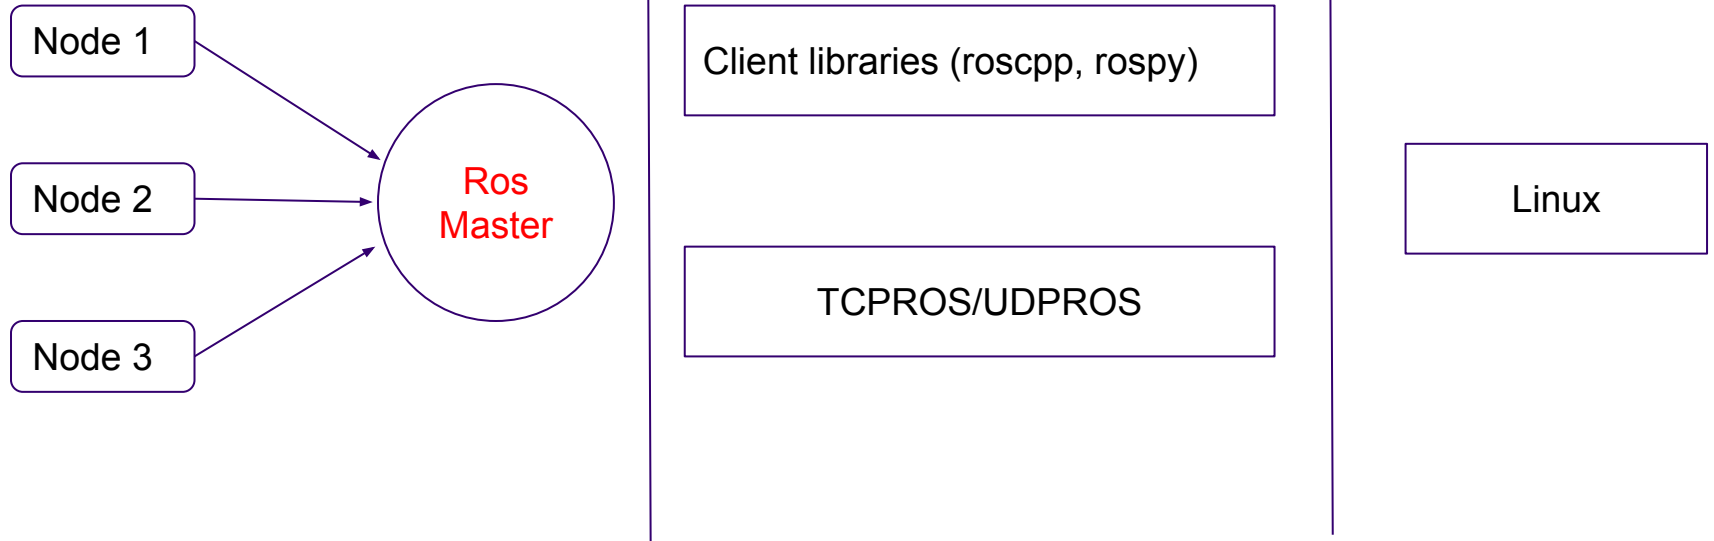 Node 1
Node 2
Node 3
Ros
Master
Client libraries (roscpp, rospy)
TCPROS/UDPROS
Linux